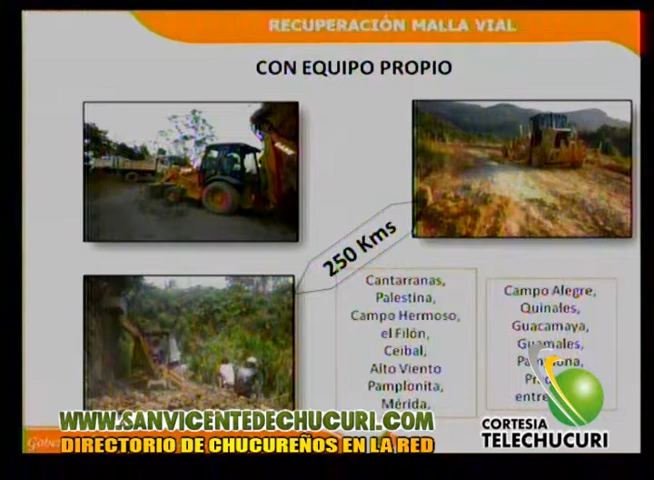 RECUPERACIÓN MALLA VIAL
CON EQUIPO PROPIO
250 Kms
Cantarranas,
Palestina,
Campo Hermoso,
el Filón,
Ceibal,
Alto Viento
Pamplonita,
Mérida,
Campo Alegre,
Quinales,
Guacamaya,
Guamales,
WWW.SANVICENTEDECHUCURI.COM
DIRECTORIO DE CHUCUREÑOS EN LA RED
CORTESIA
TELECHUCURI